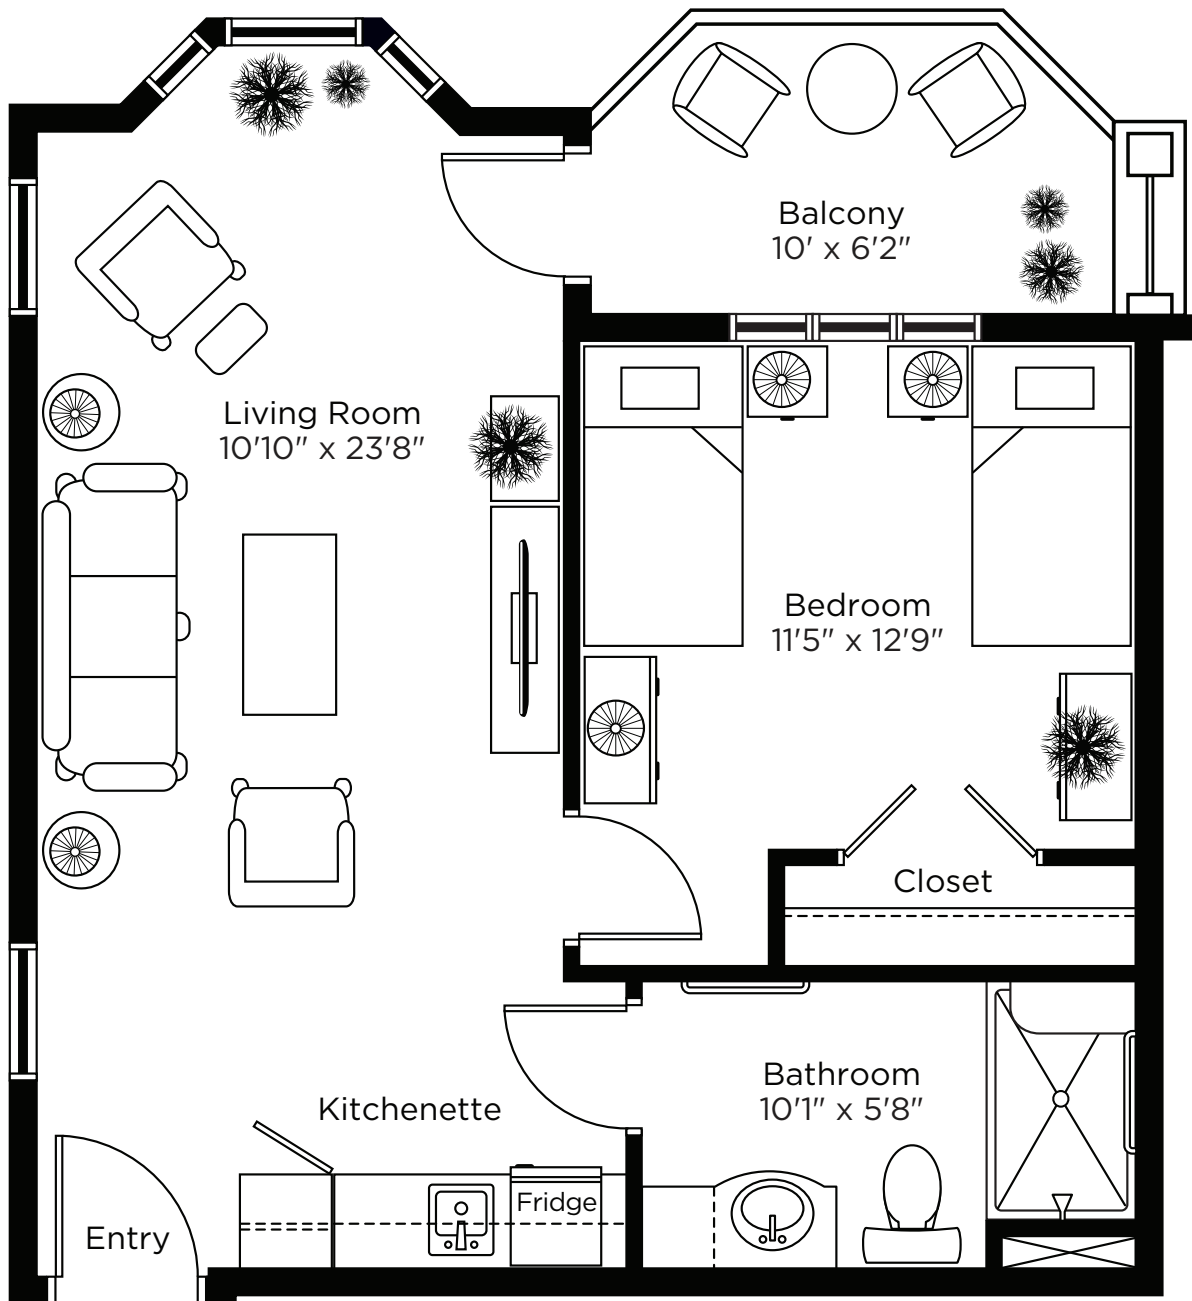 Balcony
10' x 6'2"
Living Room
10'10" x 23'8"
Bedroom
11'5" x 12'9"
Closet
Bathroom
10'1" x 5'8"
Kitchenette
Fridge
Entry